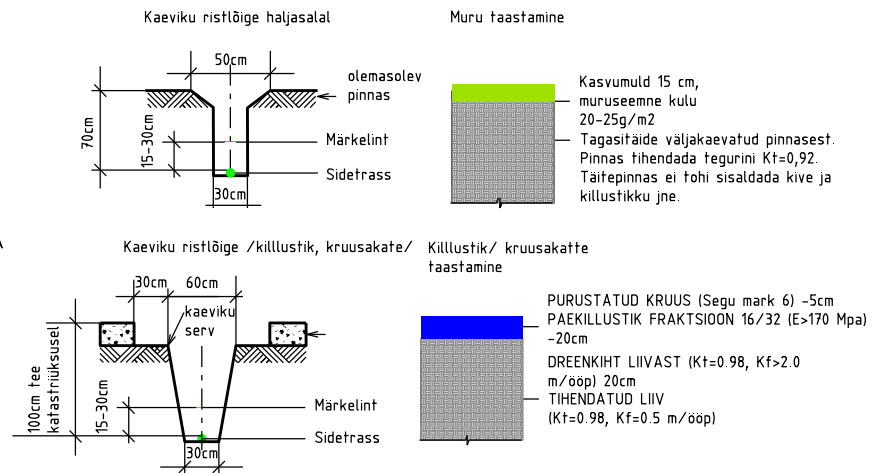 Kaeviku ristlõige haljasalal
50cm
olemasolev
pinnas
70cm
15-30cm
Märkelint
Sidetrass
30cm
Muru taastamine
Kasvumuld 15 cm,
muruseemne kulu
20-25g/m2
Tagasitäide väljakaevatud pinnasest.
Pinnas tihendada tegurini Kt=0,92.
Täitepinnas ei tohi sisaldada kive ja
killustikku jne.
Kaeviku ristlõige /killlustik, kruusakate/
30cm
60cm
kaeviku
serv
100cm tee
katastriüksusel
15-30cm
Märkelint
Sidetrass
30cm
Killlustik/ kruusakatte
taastamine
PURUSTATUD KRUUS (Segu mark 6) -5cm
PAEKILLUSTIK FRAKTSIOON 16/32 (E>170 Mpa)
-20cm
DREENKIHT LIIVAST (Kt=0.98, Kf>2.0
m/ööp) 20cm
TIHENDATUD LIIV
(Kt=0.98, Kf=0.5 m/ööp)